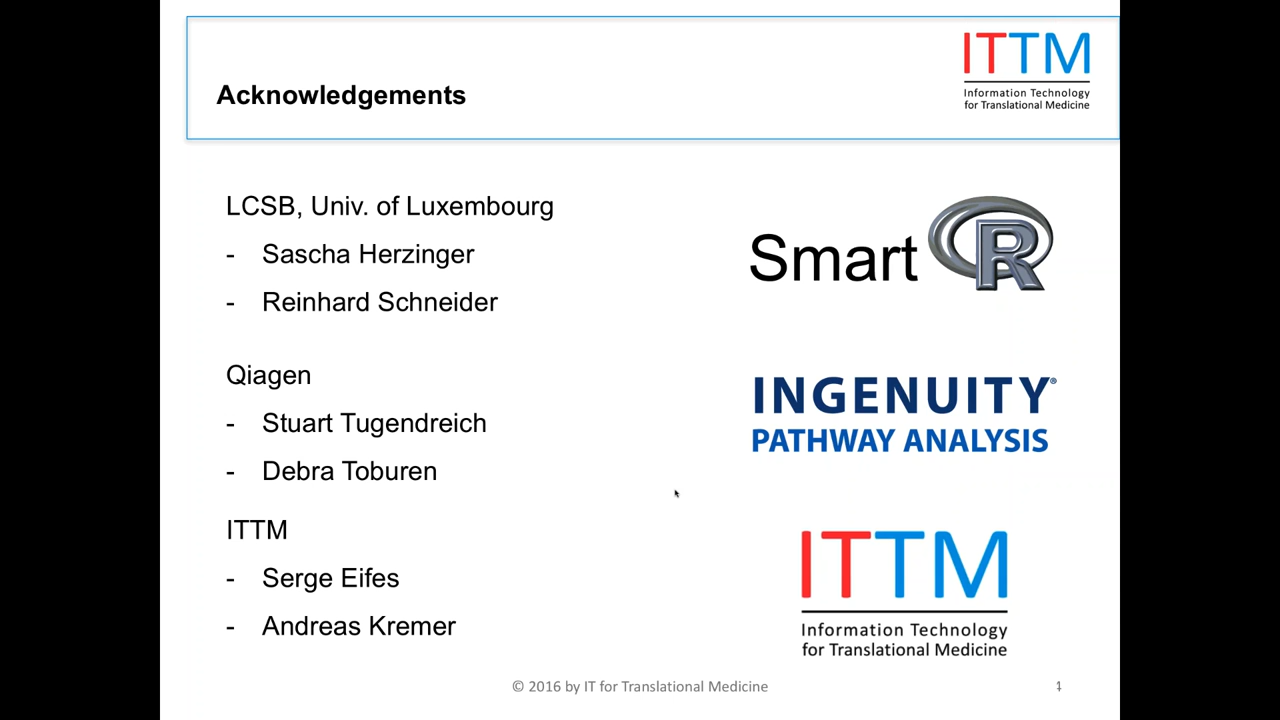 ITTM
Information Technology
for Translational Medicine
Acknowledgements
LCSB, Univ. of Luxembourg
- Sascha Herzinger
- Reinhard Schneider
Smart R
Qiagen
- Stuart Tugendreich
- Debra Toburen
INGENUITY®
PATHWAY ANALYSIS
ITTM
- Serge Eifes
- Andreas Kremer
ITTM
Information Technology
for Translational Medicine
© 2016 by IT for Translational Medicine